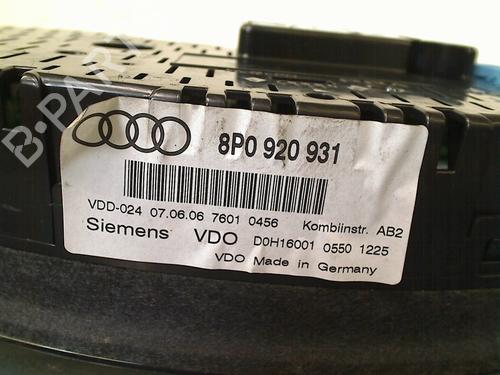 B-PARTS
8P0 920 931
VDD-024 07.06.06 7601 0456 Kombiinstr. AB2
Siemens VDO D0H16001 0550 1225
VDO Made in Germany